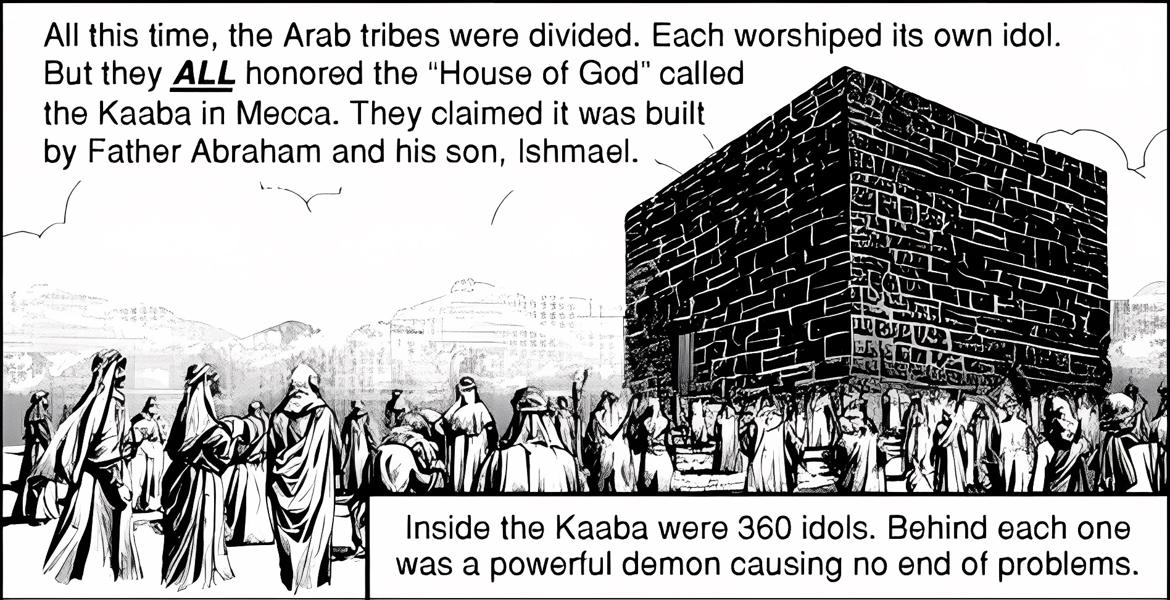 All this time, the Arab tribes were divided. Each worshiped its own idol.
But they ALL honored the “House of God” called
the Kaaba in Mecca. They claimed it was built
by Father Abraham and his son, Ishmael.
Inside the Kaaba were 360 idols. Behind each one
was a powerful demon causing no end of problems.